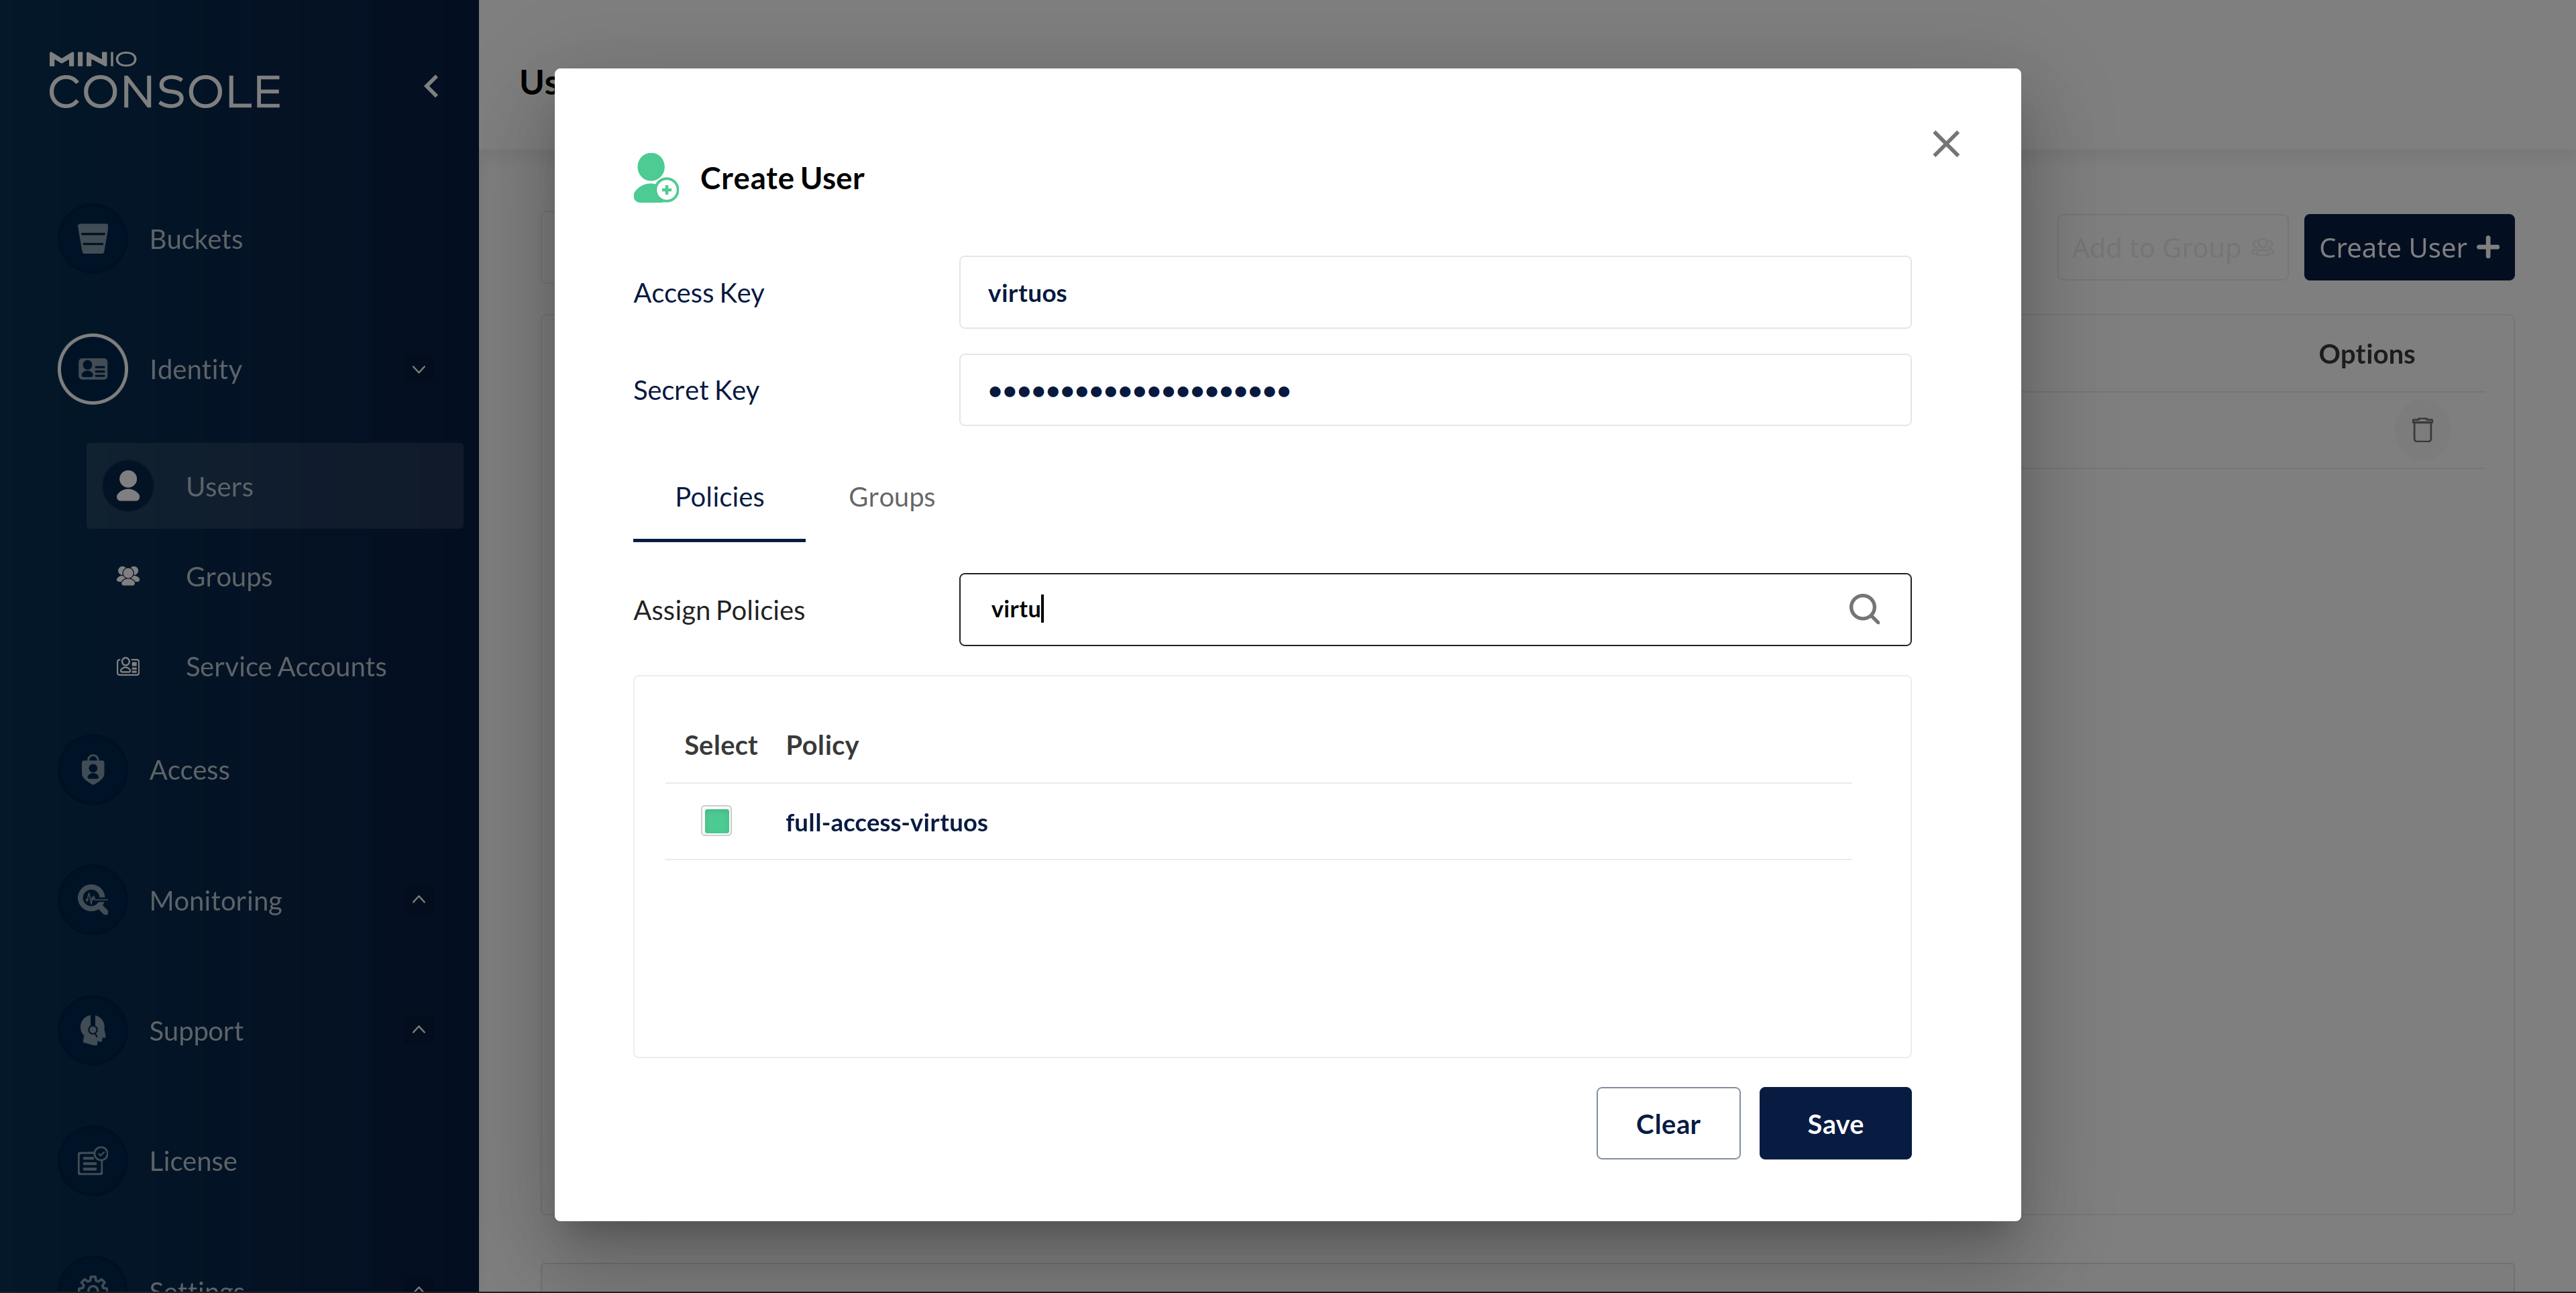 MINIO
CONSOLE
Buckets
Identity
Users
Groups
Service Accounts
Access
Monitoring
Support
License
Settings
Us
Create User
Access Key
virtuos
Secret Key
•••••••••••••••••••••
Policies Groups
Assign Policies
virtu
Select Policy
full-access-virtuos
Clear Save
Add to Group Create User
Options